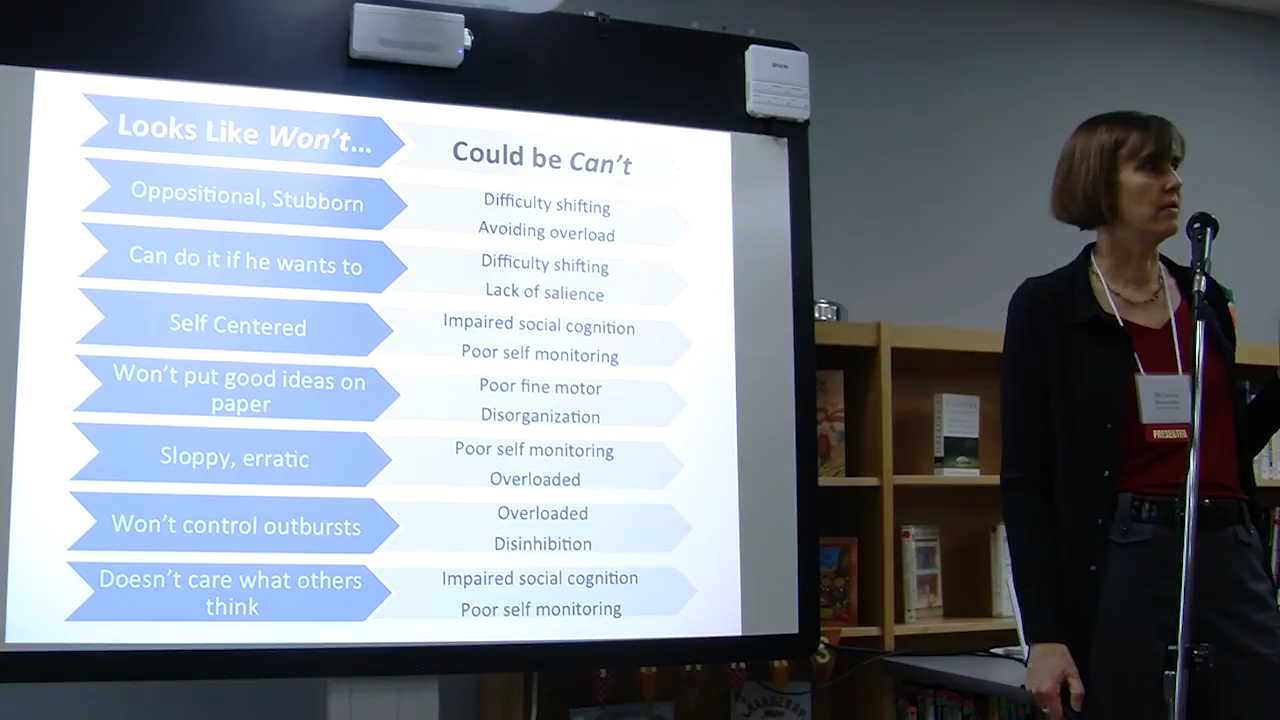 Looks Like Won't...
Could be Can't
Oppositional, Stubborn
Difficulty shifting
Avoiding overload
Can do it if he wants to
Difficulty shifting
Lack of salience
Self Centered
Impaired social cognition
Poor self monitoring
Won't put good ideas on
paper
Poor fine motor
Disorganization
Sloppy, erratic
Poor self monitoring
Overloaded
Won't control outbursts
Overloaded
Disinhibition
Doesn't care what others
think
Impaired social cognition
Poor self monitoring
EPSON
PRESENTER